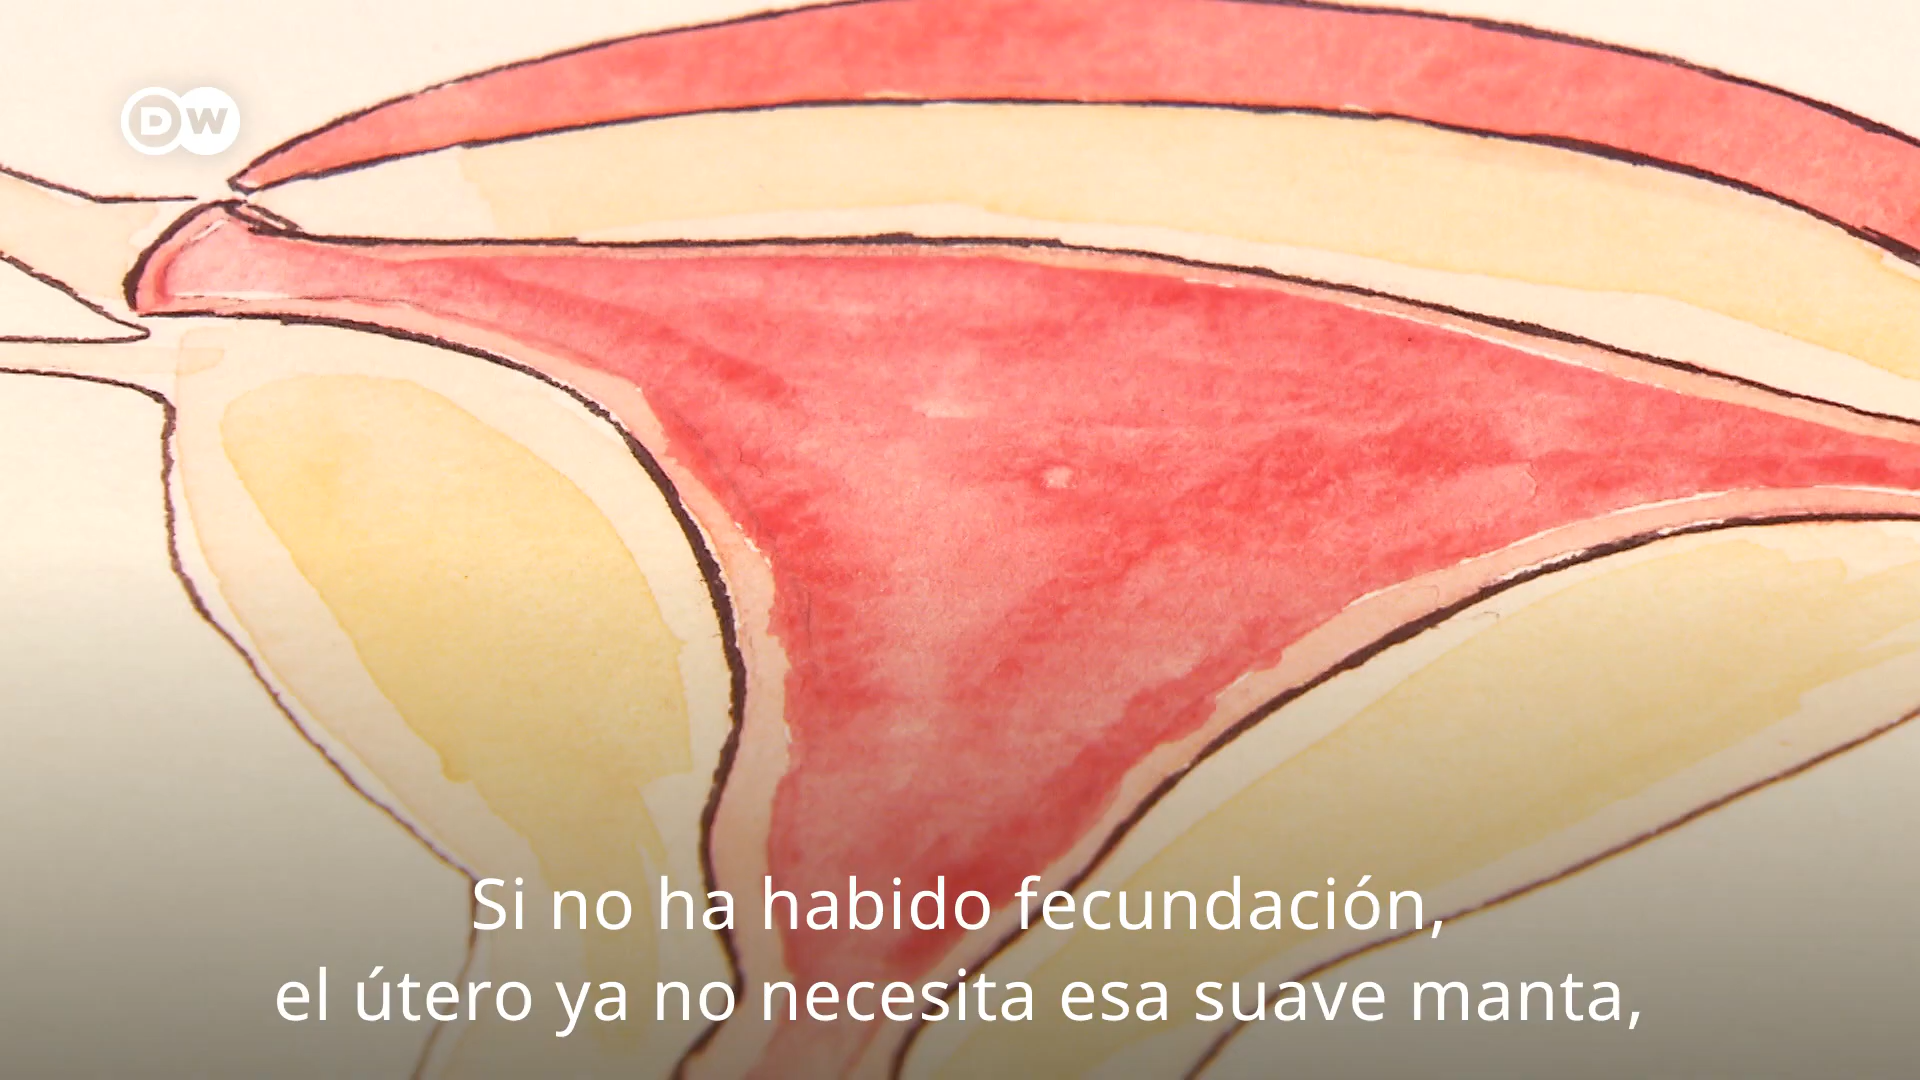 DW
Si no ha habido fecundación,
el útero ya no necesita esa suave manta,